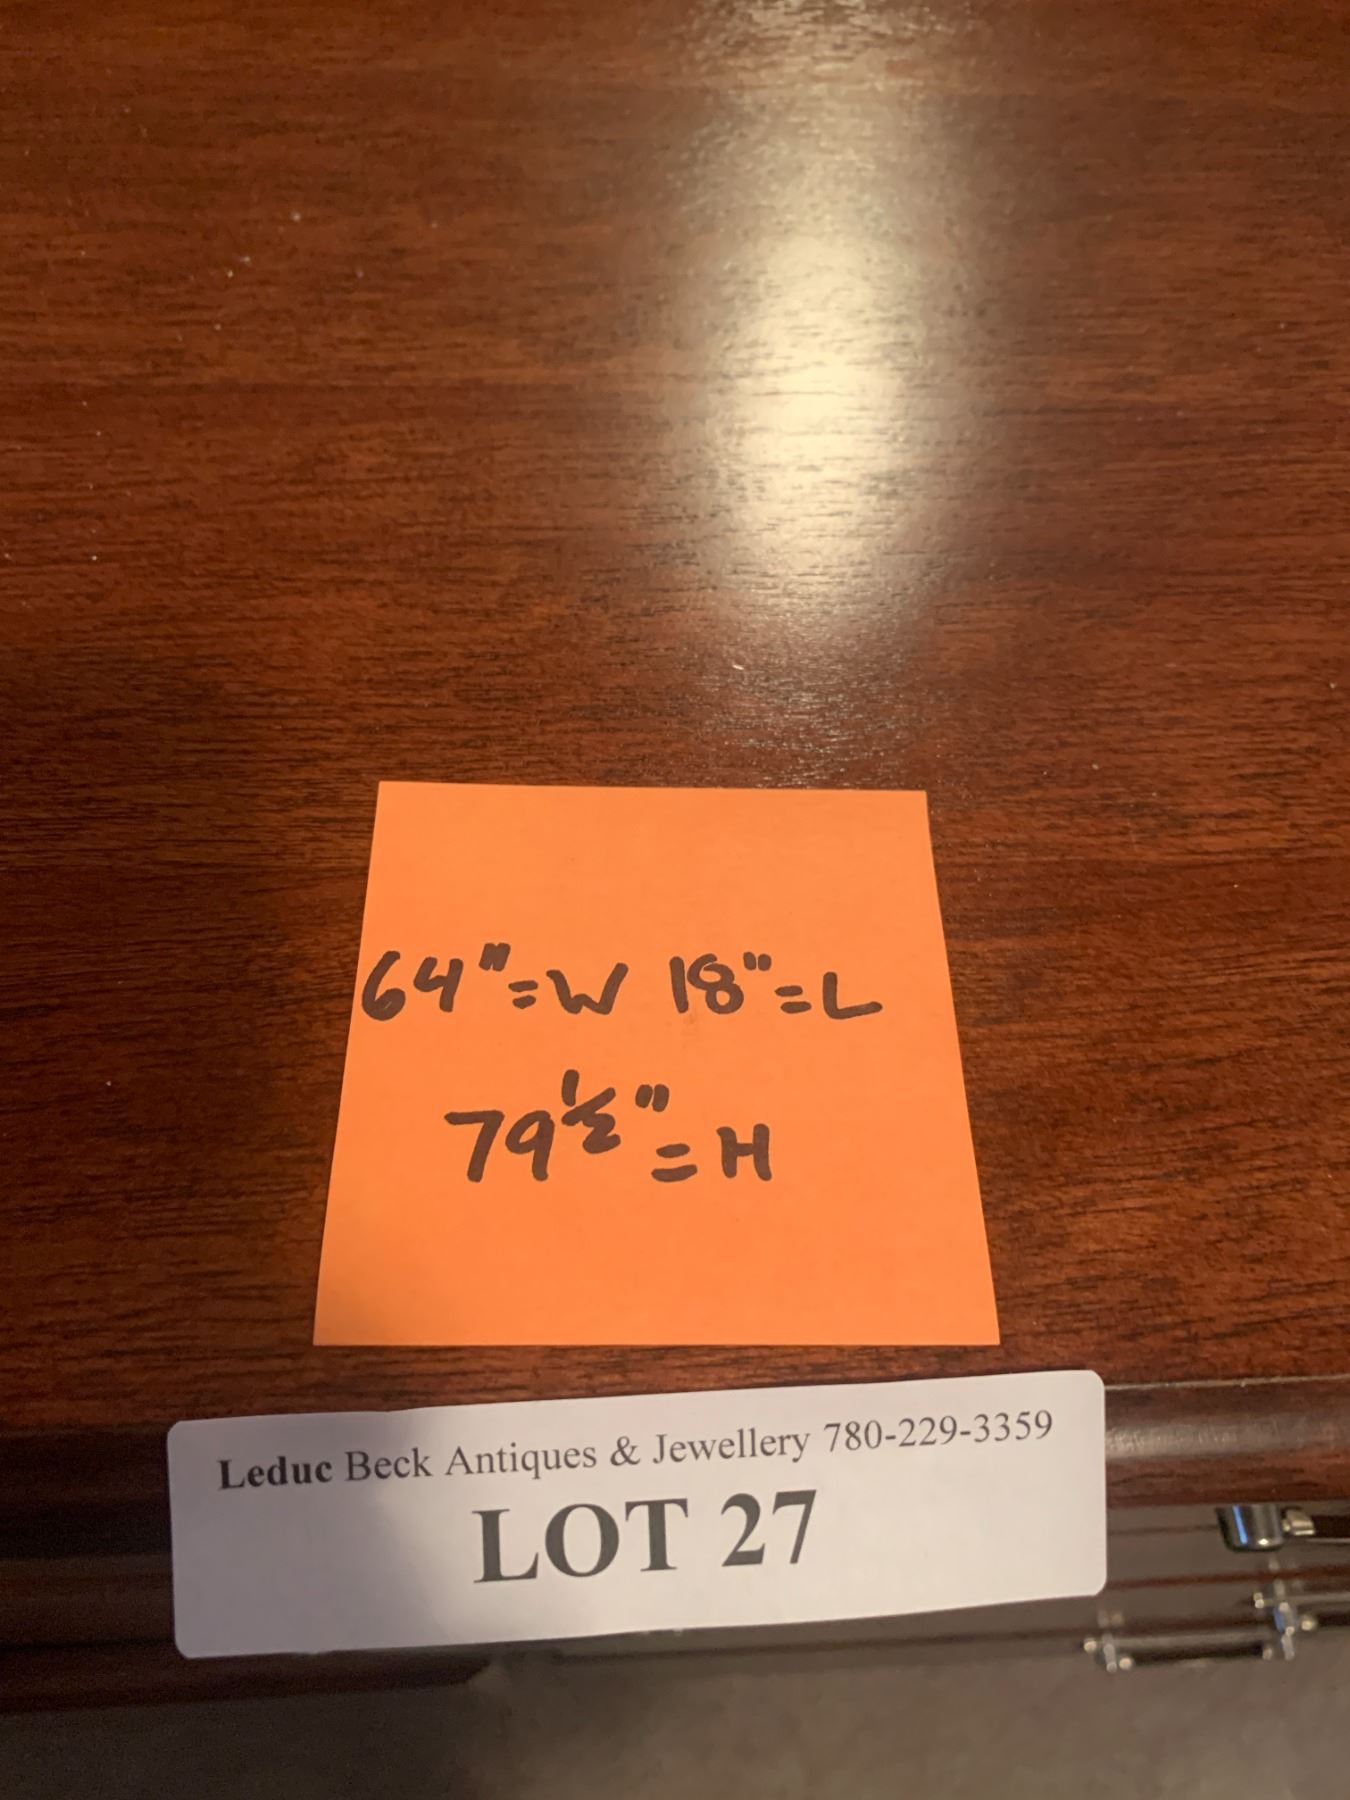 64"=W 18"=L
79½"=H
Leduc Beck Antiques & Jewellery 780-229-3359
LOT 27